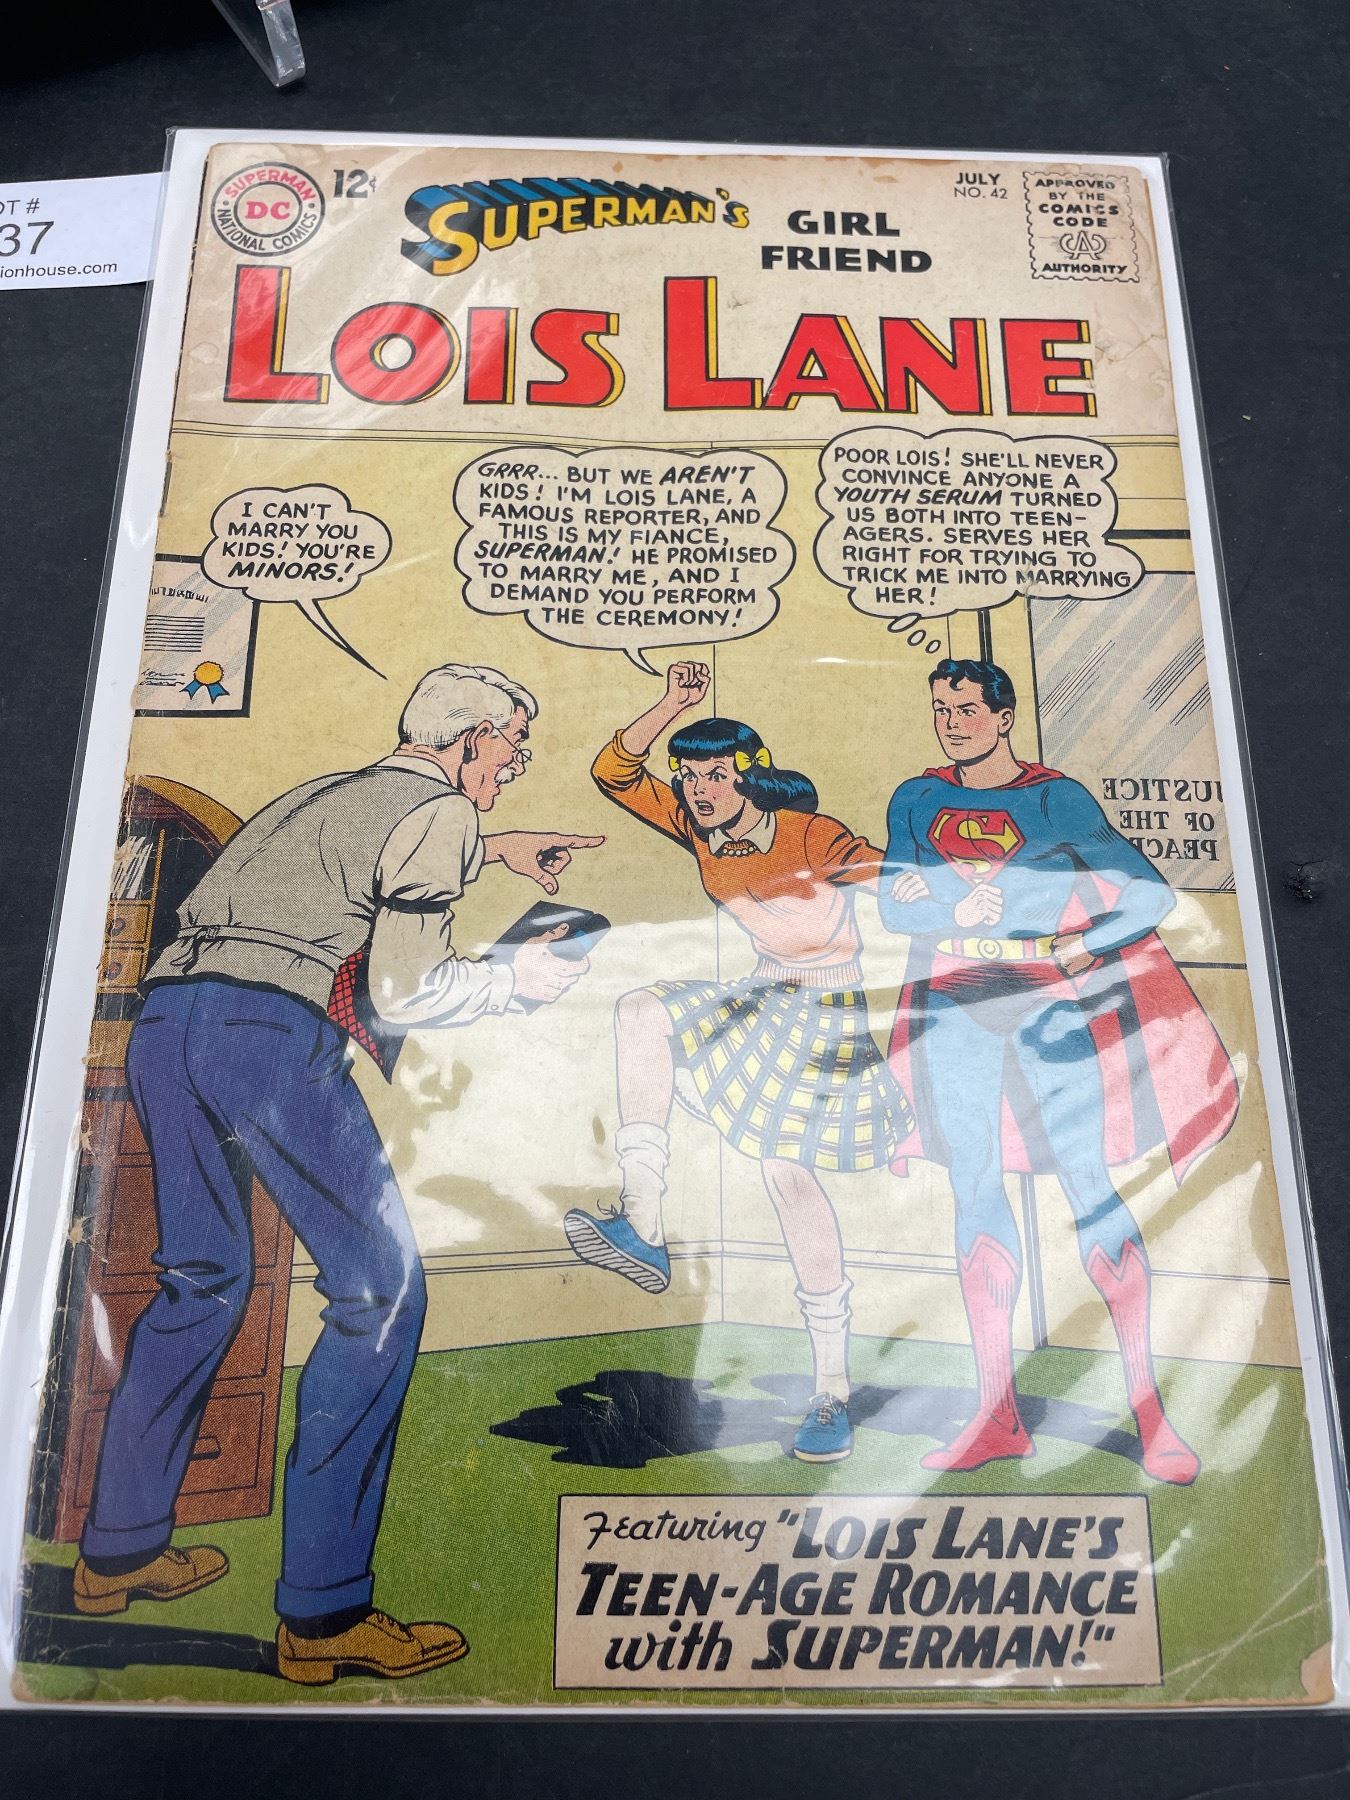 OT #
37
ionhouse.com
SUPERMAN
DC
NATIONAL COMICS
12¢
SUPERMAN'S
GIRL
FRIEND
JULY
NO. 42
APPROVED
BY THE
COMICS
CODE
CA
AUTHORITY
LOIS LANE
I CAN'T
MARRY YOU
KIDS! YOU'RE
MINORS!
GRRR... BUT WE AREN'T
KIDS! I'M LOIS LANE, A
FAMOUS REPORTER, AND
THIS IS MY FIANCE,
SUPERMAN! HE PROMISED
TO MARRY ME, AND I
DEMAND YOU PERFORM
THE CEREMONY!
POOR LOIS! SHE'LL NEVER
CONVINCE ANYONE A
YOUTH SERUM TURNED
US BOTH INTO TEEN-
AGERS. SERVES HER
RIGHT FOR TRYING TO
TRICK ME INTO MARRYING
HER!
S
JUSTICE
OF THE
PEACE
Featuring "LOIS LANE'S
TEEN-AGE ROMANCE
with SUPERMAN!"